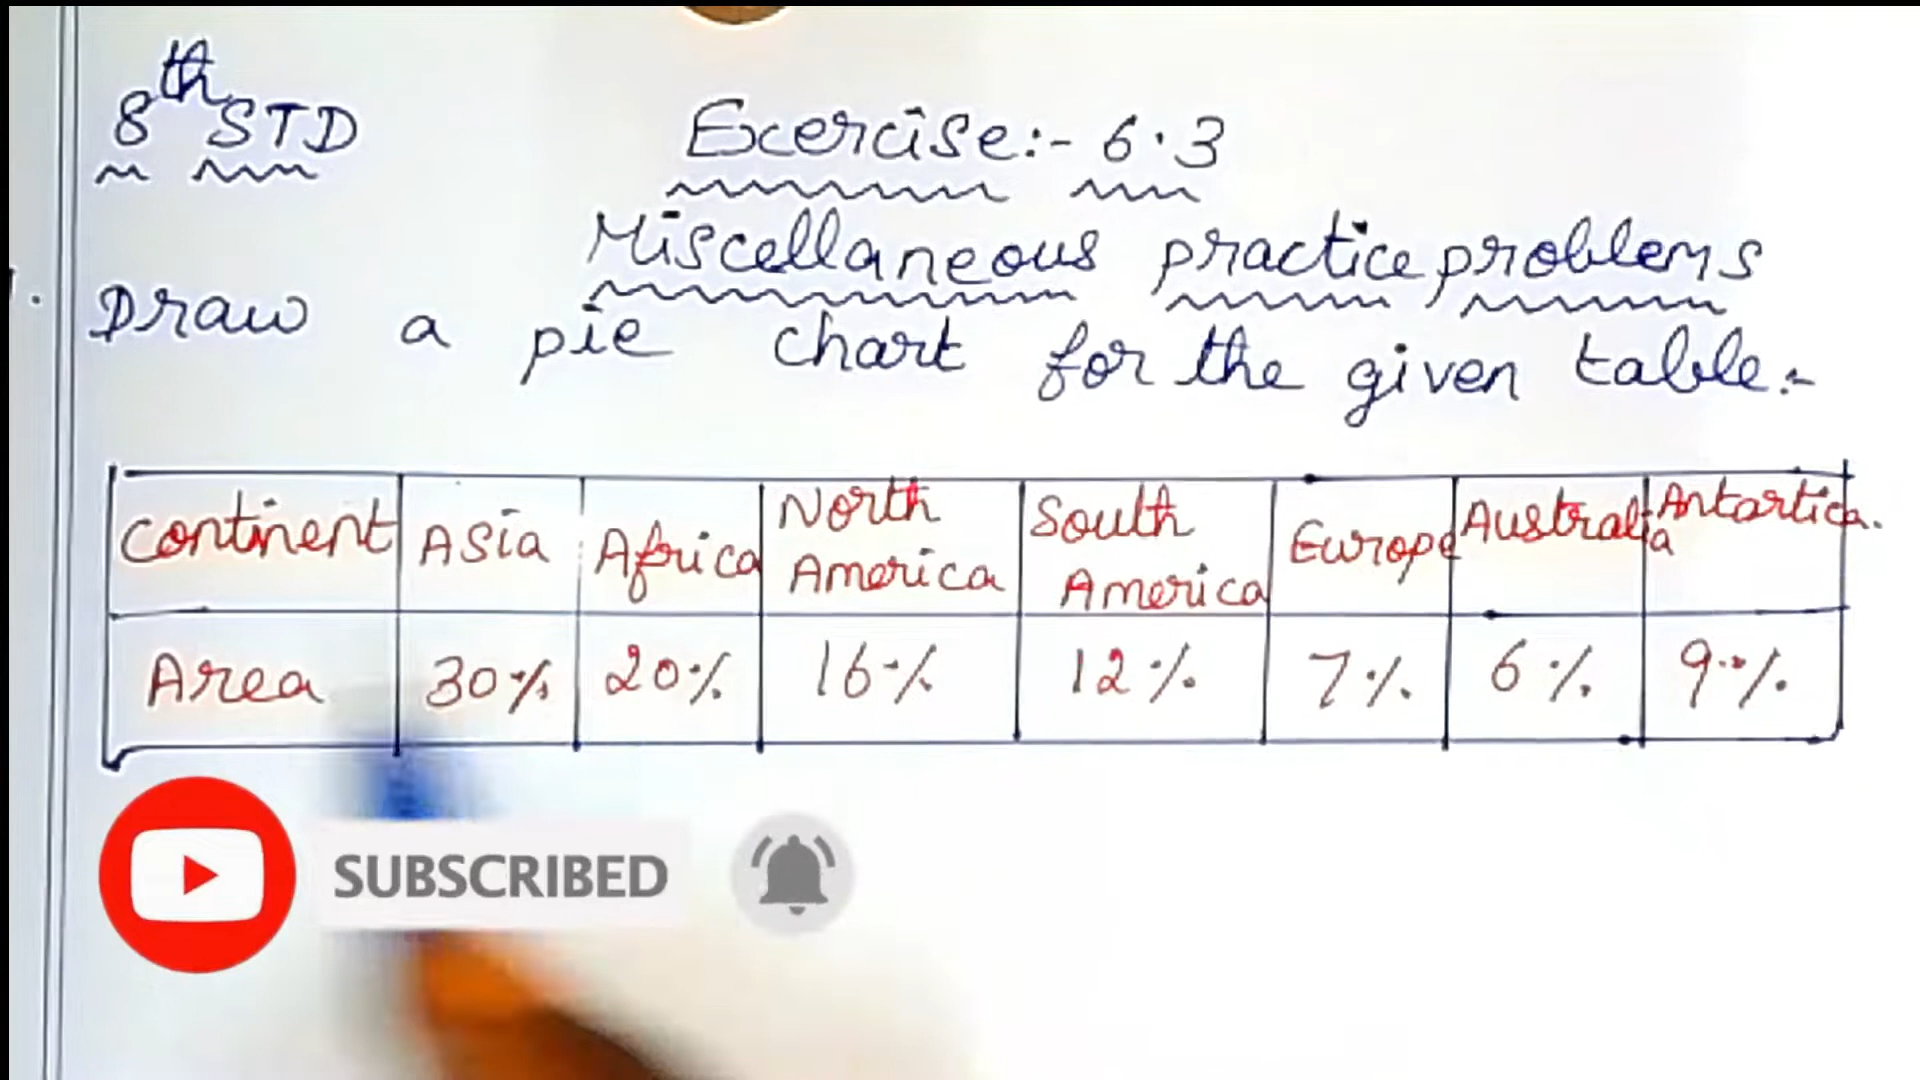 8th STD
Exercise:- 6.3
Miscellaneous practice problems
1. Draw a pie chart for the given table:-
Continent Asia Africa North America South America Europe Australia Antartica.
Area 30% 20% 16% 12% 7% 6% 9%
SUBSCRIBED